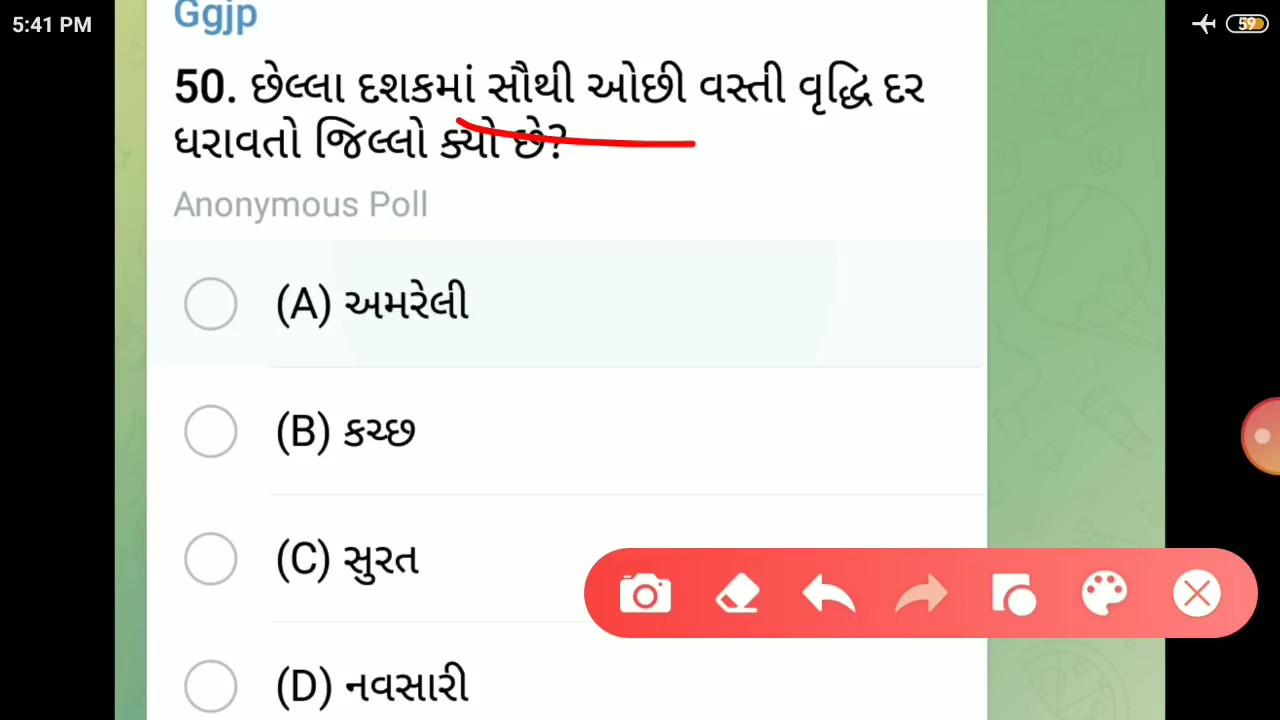 5:41 PM
59
Ggjp
50. છેલ્લા દશકમાં સૌથી ઓછી વસ્તી વૃદ્ધિ દર
ધરાવતો જિલ્લો ક્યો છે?
Anonymous Poll
(A) અમરેલી
(B) કચ્છ
(C) સુરત
(D) નવસારી